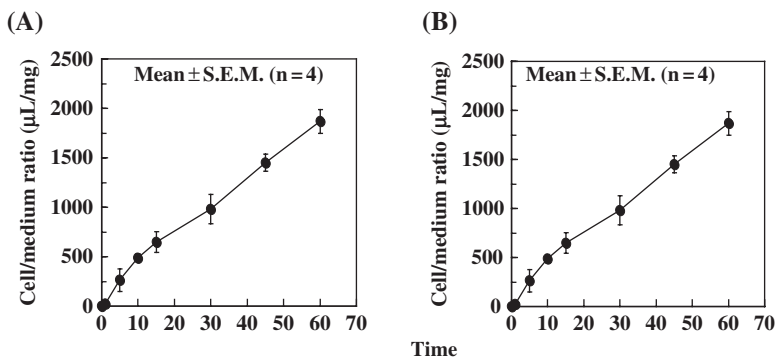 (A)
Mean ± S.E.M. (n = 4)
Cell/medium ratio (μL/mg)
2500
2000
1500
1000
500
0
0 10 20 30 40 50 60 70
(B)
Mean ± S.E.M. (n = 4)
Cell/medium ratio (μL/mg)
2500
2000
1500
1000
500
0
0 10 20 30 40 50 60 70
Time